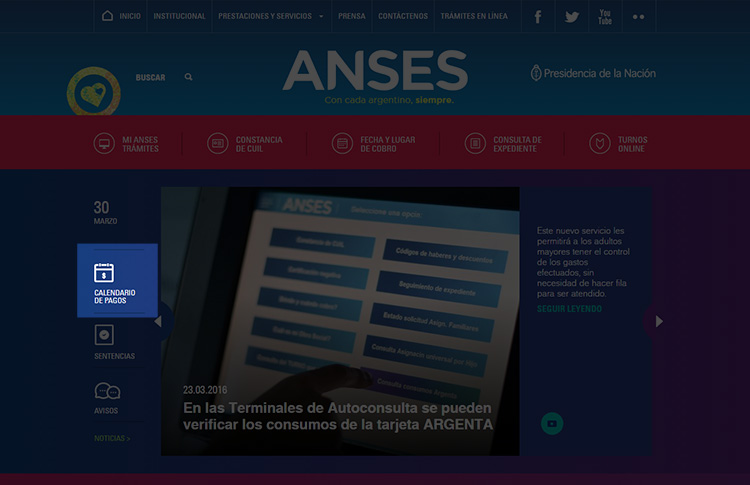 INICIO
INSTITUCIONAL
PRESTACIONES Y SERVICIOS
PRENSA
CONTÁCTENOS
TRÁMITES EN LÍNEA
You
Tube
BUSCAR
ANSES
Con cada argentino, siempre.
Presidencia de la Nación
MI ANSES
TRÁMITES
CONSTANCIA
DE CUIL
FECHA Y LUGAR
DE COBRO
CONSULTA DE
EXPEDIENTE
TURNOS
ONLINE
30
MARZO
CALENDARIO
DE PAGOS
SENTENCIAS
AVISOS
NOTICIAS >
ANSES
Seleccione una opción
Constancia de CUIL
Códigos de haberes y descuentos
Certificación negativa
Seguimiento de expediente
Dónde y cuándo cobro?
Estado solicitud Asign. Familiares
Consulta Asignación universal por Hijo
Consulta consumos Argenta
23.03.2016
En las Terminales de Autoconsulta se pueden
verificar los consumos de la tarjeta ARGENTA
Este nuevo servicio les
permitirá a los adultos
mayores tener el control
de los gastos
efectuados, sin
necesidad de hacer fila
para ser atendido.
SEGUIR LEYENDO